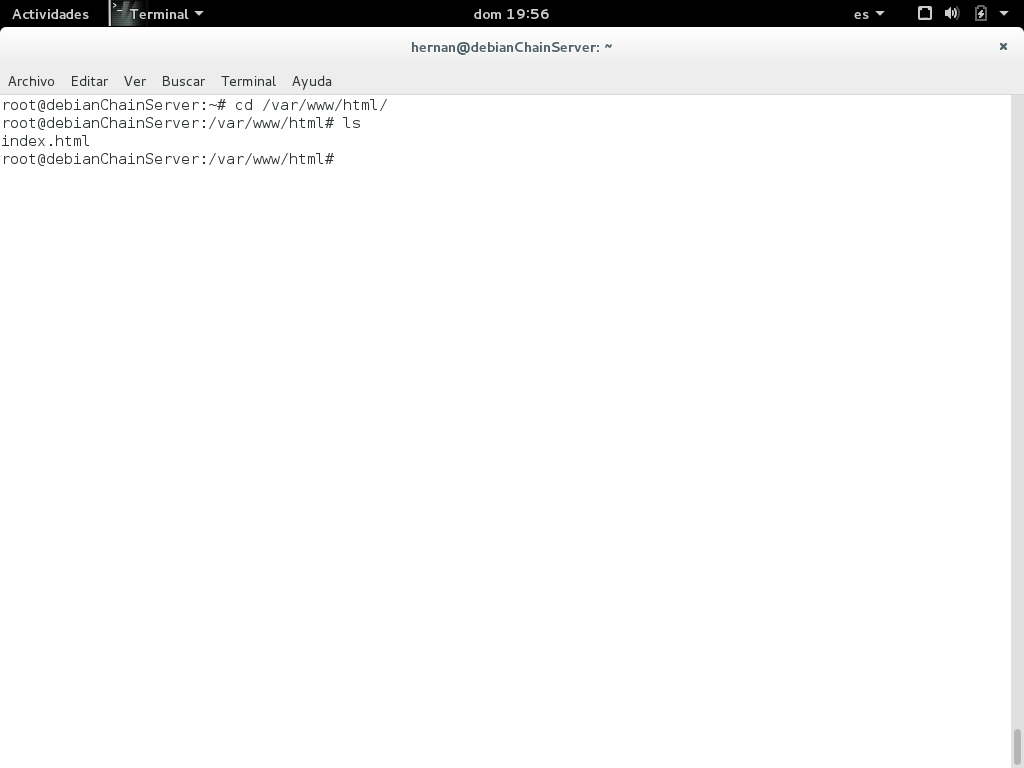 Actividades Terminal dom 19:56 es
hernan@debianChainServer: ~
Archivo Editar Ver Buscar Terminal Ayuda
root@debianChainServer:~# cd /var/www/html/
root@debianChainServer:/var/www/html# ls
index.html
root@debianChainServer:/var/www/html#